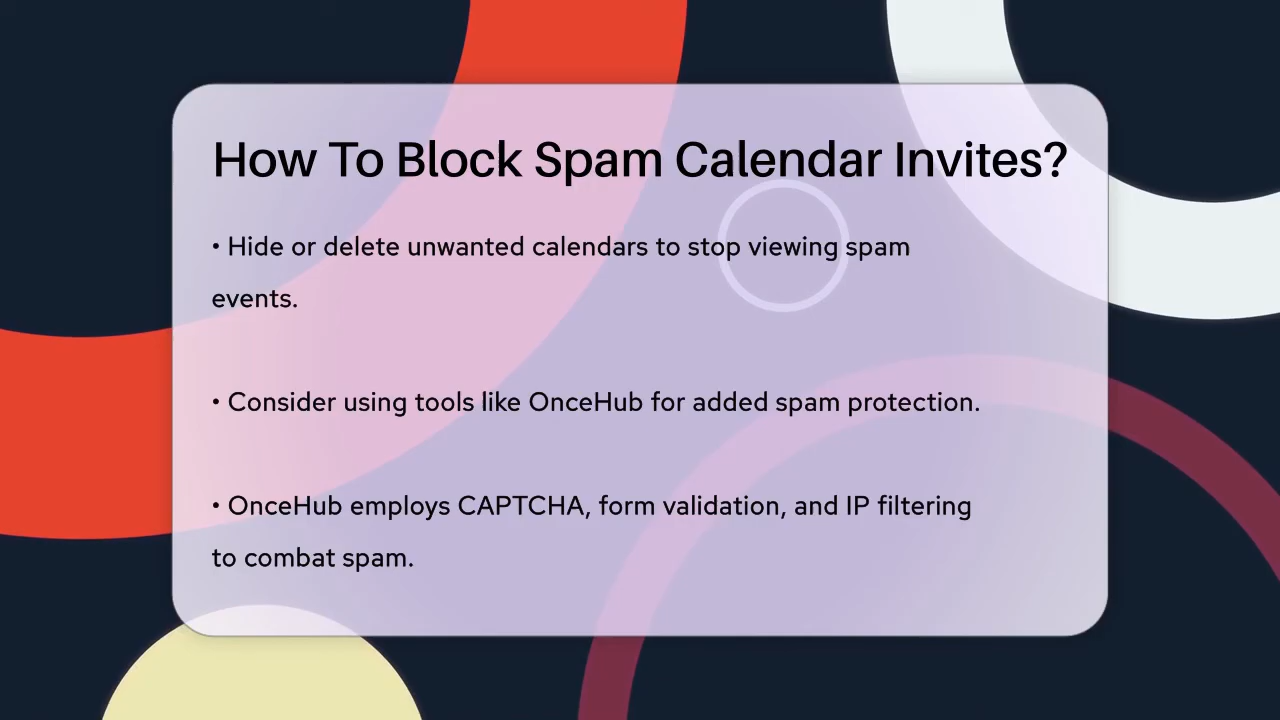 How To Block Spam Calendar Invites?
• Hide or delete unwanted calendars to stop viewing spam
events.
• Consider using tools like OnceHub for added spam protection.
• OnceHub employs CAPTCHA, form validation, and IP filtering
to combat spam.